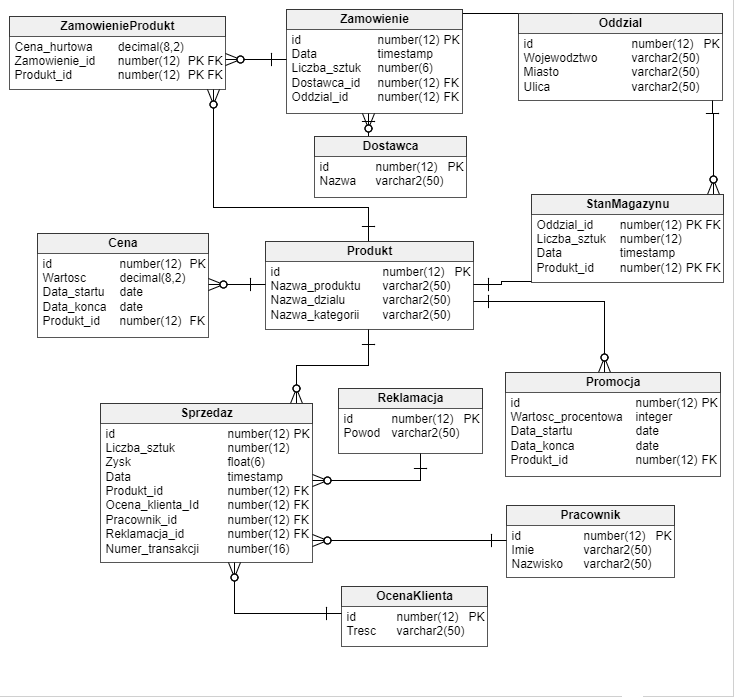 ZamowienieProdukt
Cena_hurtowa decimal(8,2)
Zamowienie_id number(12) PK FK
Produkt_id number(12) PK FK
Zamowienie
id number(12) PK
Data timestamp
Liczba_sztuk number(6)
Dostawca_id number(12) FK
Oddzial_id number(12) FK
Oddzial
id number(12) PK
Wojewodztwo varchar2(50)
Miasto varchar2(50)
Ulica varchar2(50)
Dostawca
id number(12) PK
Nazwa varchar2(50)
StanMagazynu
Oddzial_id number(12) PK FK
Liczba_sztuk number(12)
Data timestamp
Produkt_id number(12) PK FK
Cena
id number(12) PK
Wartosc decimal(8,2)
Data_startu date
Data_konca date
Produkt_id number(12) FK
Produkt
id number(12) PK
Nazwa_produktu varchar2(50)
Nazwa_dzialu varchar2(50)
Nazwa_kategorii varchar2(50)
Promocja
id number(12) PK
Wartosc_procentowa integer
Data_startu date
Data_konca date
Produkt_id number(12) FK
Sprzedaz
id number(12) PK
Liczba_sztuk number(12)
Zysk float(6)
Data timestamp
Produkt_id number(12) FK
Ocena_klienta_Id number(12) FK
Pracownik_id number(12) FK
Reklamacja_id number(12) FK
Numer_transakcji number(16)
Reklamacja
id number(12) PK
Powod varchar2(50)
Pracownik
id number(12) PK
Imie varchar2(50)
Nazwisko varchar2(50)
OcenaKlienta
id number(12) PK
Tresc varchar2(50)